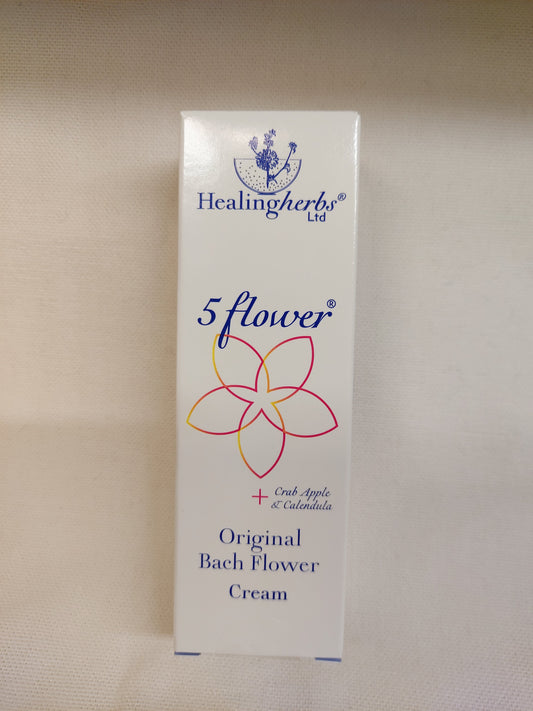 Healingherbs®
Ltd
5 flower®
+ Crab Apple
& Calendula
Original
Bach Flower
Cream